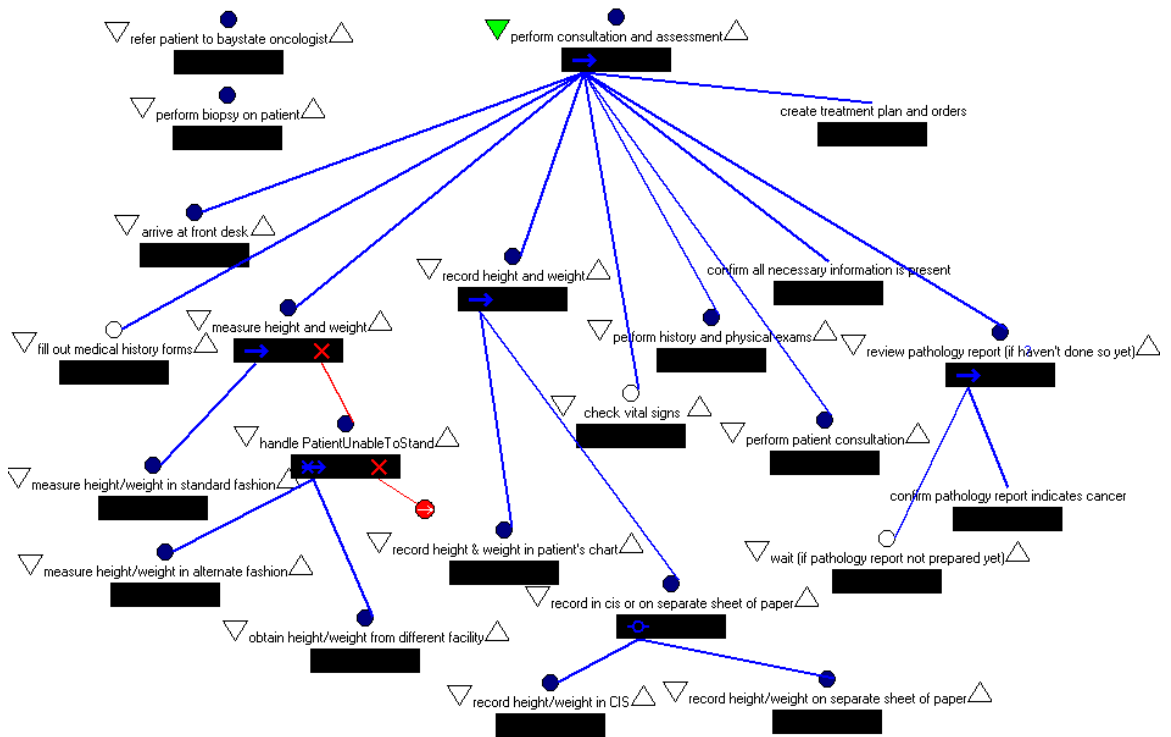 refer patient to baystate oncologist
perform consultation and assessment
perform biopsy on patient
create treatment plan and orders
arrive at front desk
record height and weight
confirm all necessary information is present
measure height and weight
fill out medical history forms
perform history and physical exams
review pathology report (if haven't done so yet)
?
check vital signs
handle PatientUnableToStand
perform patient consultation
measure height/weight in standard fashion
confirm pathology report indicates cancer
record height & weight in patient's chart
wait (if pathology report not prepared yet)
measure height/weight in alternate fashion
record in cis or on separate sheet of paper
obtain height/weight from different facility
record height/weight in CIS
record height/weight on separate sheet of paper